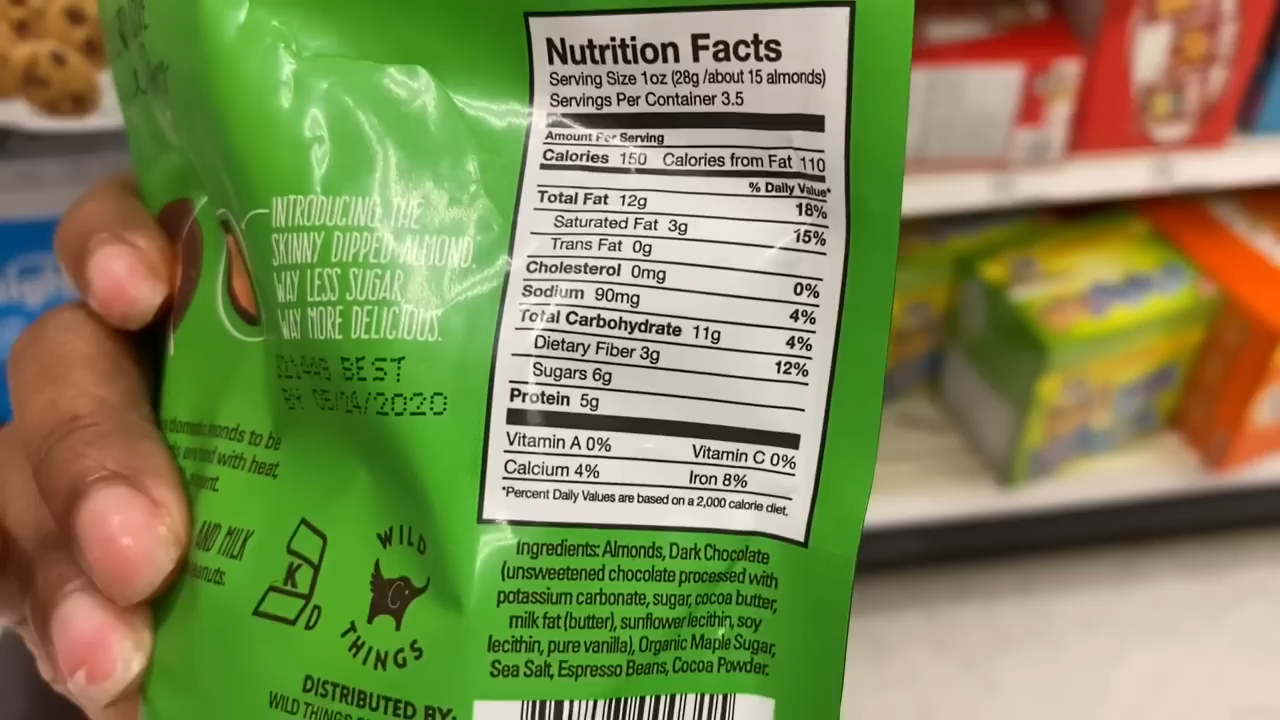 INTRODUCING THE
SKINNY DIPPED ALMOND.
WAY LESS SUGAR,
WAY MORE DELICIOUS.
BEST
BY 05/14/2020
almonds to be
with heat,
AND MILK
K
D
WILD
C
THINGS
DISTRIBUTED BY:
WILD THINGS
Nutrition Facts
Serving Size 1oz (28g /about 15 almonds)
Servings Per Container 3.5
Amount Per Serving
Calories 150 Calories from Fat 110
% Daily Value*
Total Fat 12g 18%
Saturated Fat 3g 15%
Trans Fat 0g
Cholesterol 0mg 0%
Sodium 90mg 4%
Total Carbohydrate 11g 4%
Dietary Fiber 3g 12%
Sugars 6g
Protein 5g
Vitamin A 0% Vitamin C 0%
Calcium 4% Iron 8%
*Percent Daily Values are based on a 2,000 calorie diet.
Ingredients: Almonds, Dark Chocolate
(unsweetened chocolate processed with
potassium carbonate, sugar, cocoa butter,
milk fat (butter), sunflower lecithin, soy
lecithin, pure vanilla), Organic Maple Sugar,
Sea Salt, Espresso Beans, Cocoa Powder.